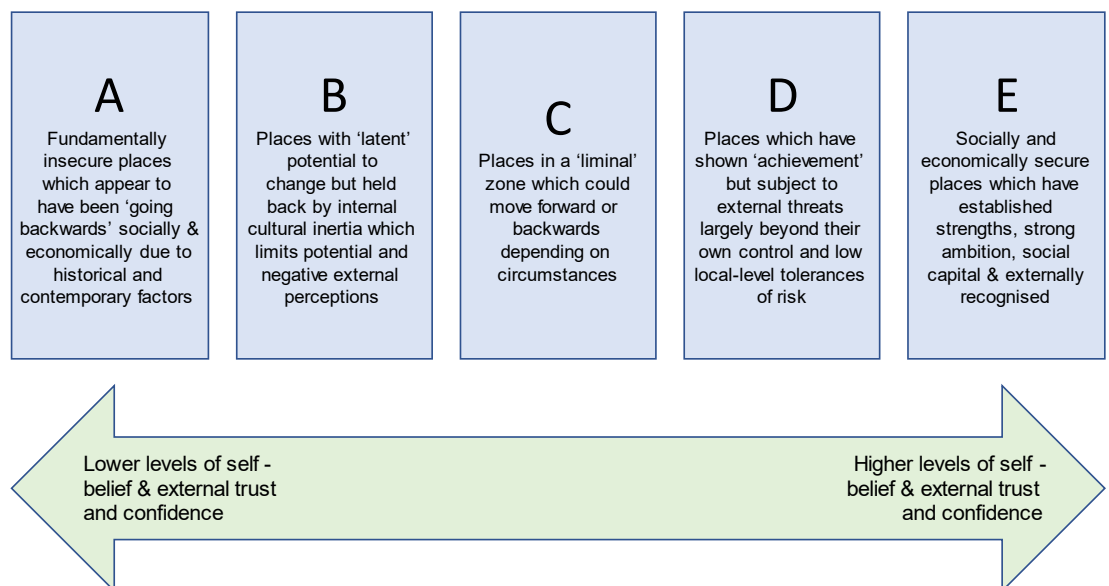 A
Fundamentally
insecure places
which appear to
have been ‘going
backwards’ socially &
economically due to
historical and
contemporary factors
B
Places with ‘latent’
potential to
change but held
back by internal
cultural inertia which
limits potential and
negative external
perceptions
C
Places in a ‘liminal’
zone which could
move forward or
backwards
depending on
circumstances
D
Places which have
shown ‘achievement’
but subject to
external threats
largely beyond their
own control and low
local-level tolerances
of risk
E
Socially and
economically secure
places which have
established
strengths, strong
ambition, social
capital & externally
recognised
Lower levels of self -
belief & external trust
and confidence
Higher levels of self -
belief & external trust
and confidence